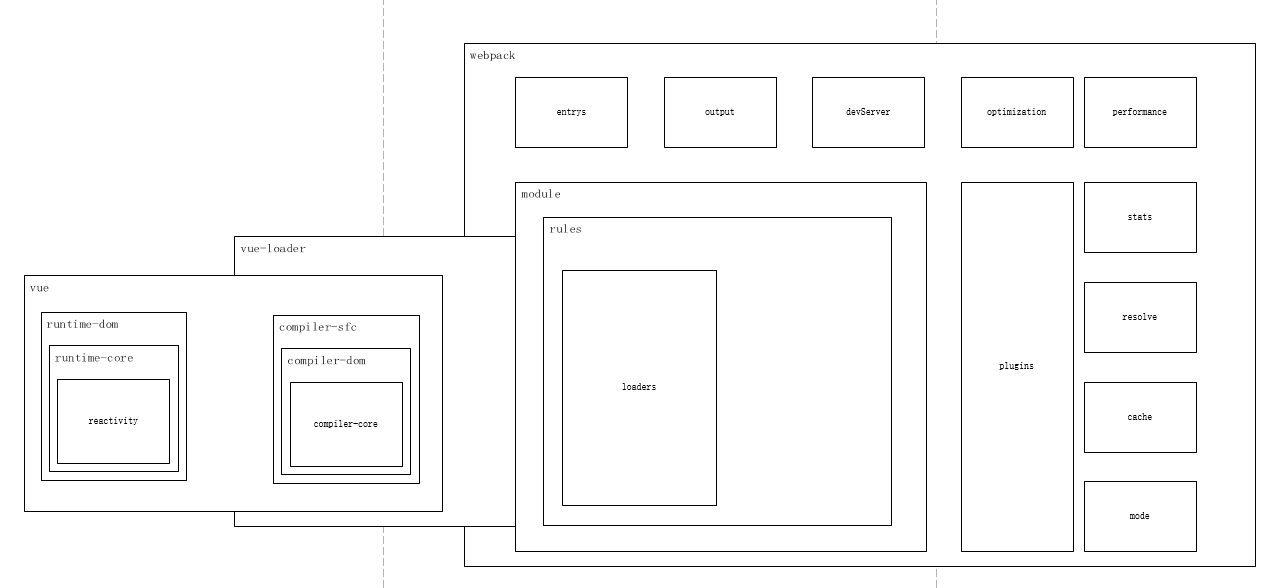 webpack
entrys
output
devServer
optimization
performance
module
rules
loaders
plugins
stats
resolve
cache
mode
vue-loader
vue
runtime-dom
runtime-core
reactivity
compiler-sfc
compiler-dom
compiler-core